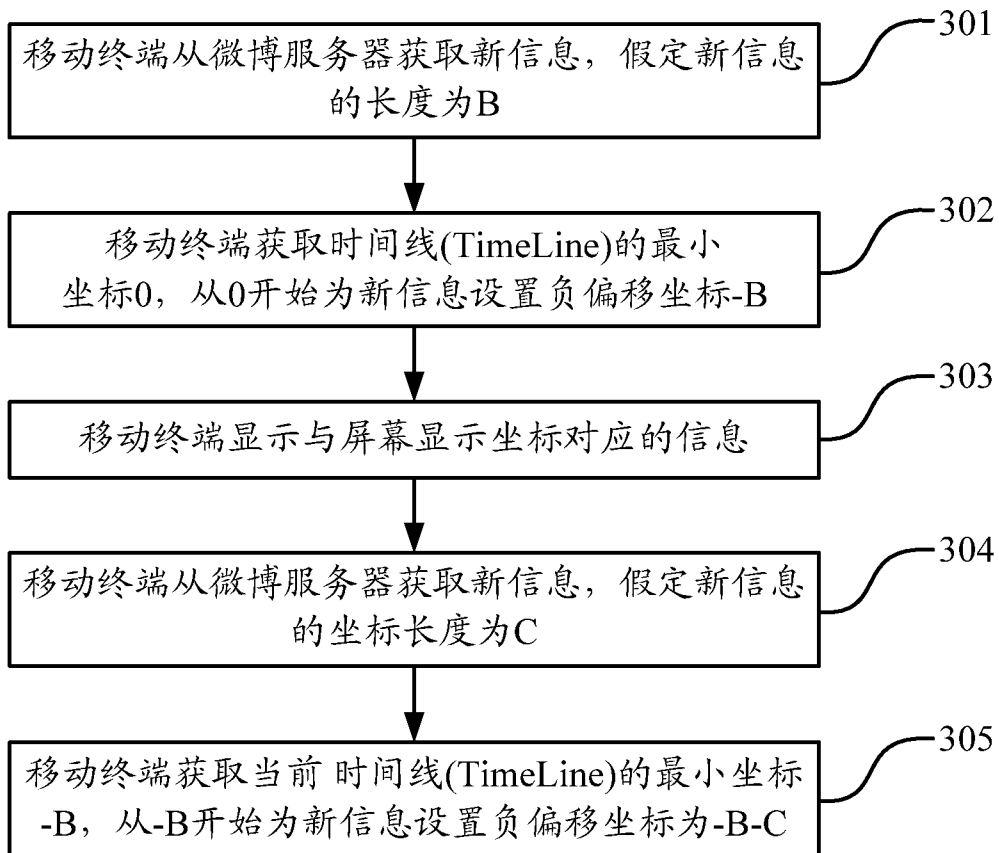 301
移动终端从微博服务器获取新信息，假定新信息
的长度为B
302
移动终端获取时间线(TimeLine)的最小
坐标0，从0开始为新信息设置负偏移坐标-B
303
移动终端显示与屏幕显示坐标对应的信息
304
移动终端从微博服务器获取新信息，假定新信息
的坐标长度为C
305
移动终端获取当前 时间线(TimeLine)的最小坐标
-B，从-B开始为新信息设置负偏移坐标为-B-C